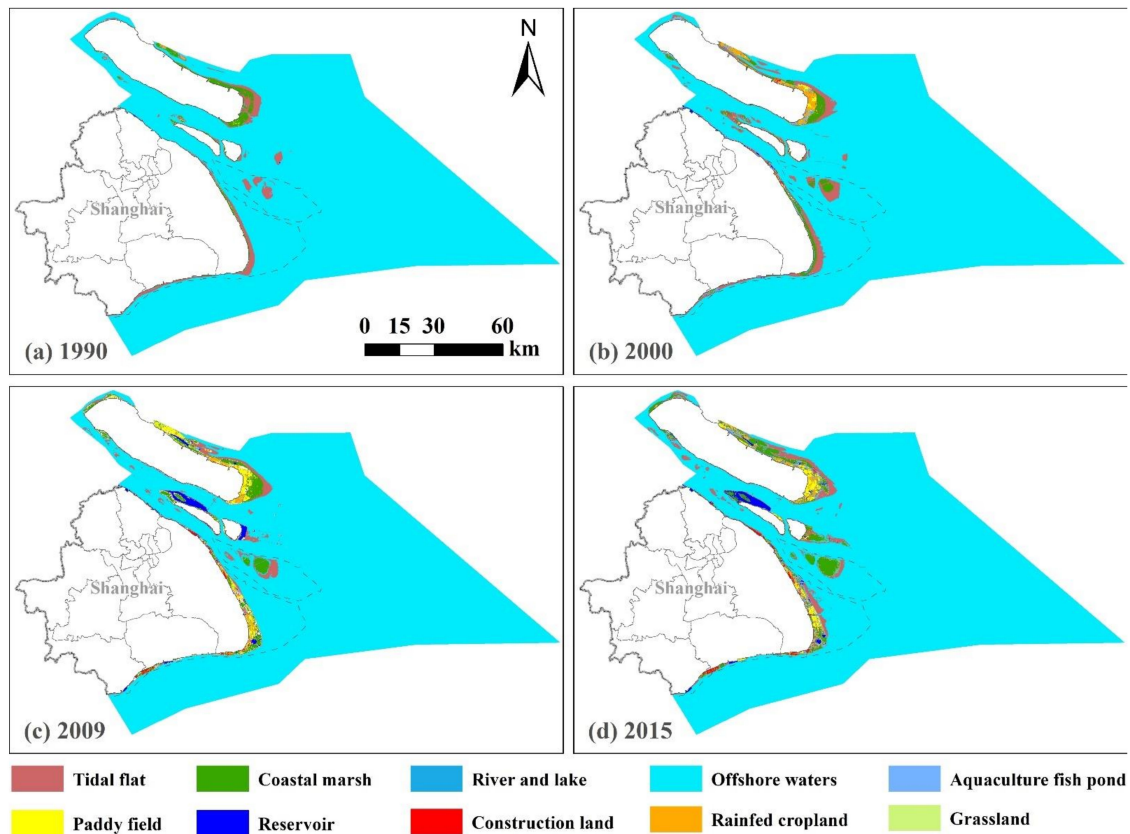 N
Shanghai
0 15 30 60
km
(a) 1990
Shanghai
(b) 2000
Shanghai
(c) 2009
Shanghai
(d) 2015
Tidal flat Coastal marsh River and lake Offshore waters Aquaculture fish pond
Paddy field Reservoir Construction land Rainfed cropland Grassland